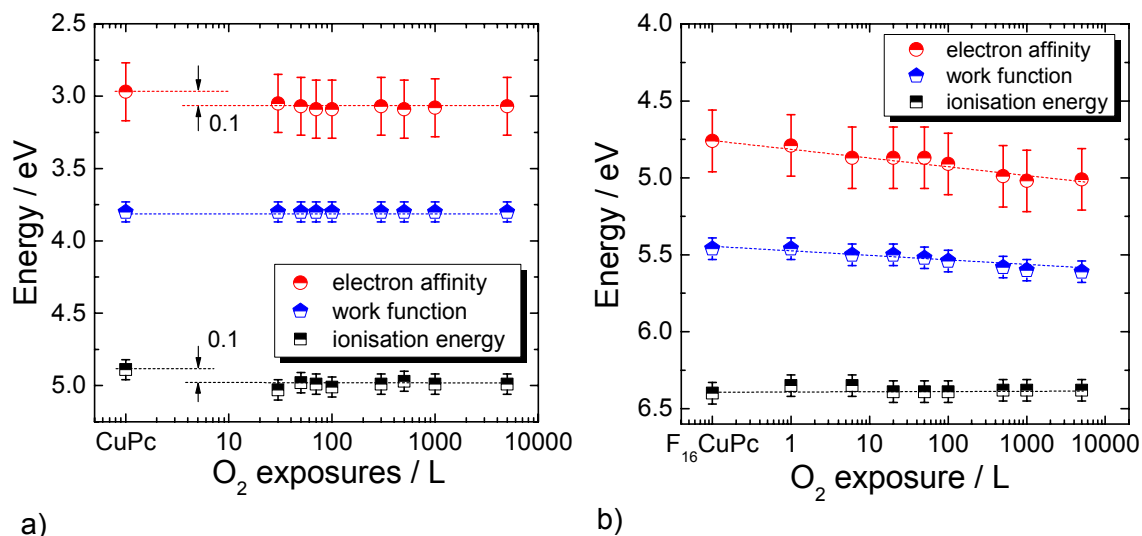 2.5
3.0
3.5
4.0
4.5
5.0
Energy / eV
0.1
0.1
electron affinity
work function
ionisation energy
CuPc
10
100
1000
10000
O2 exposures / L
a)
4.0
4.5
5.0
5.5
6.0
6.5
Energy / eV
electron affinity
work function
ionisation energy
F16CuPc
1
10
100
1000
10000
O2 exposure / L
b)